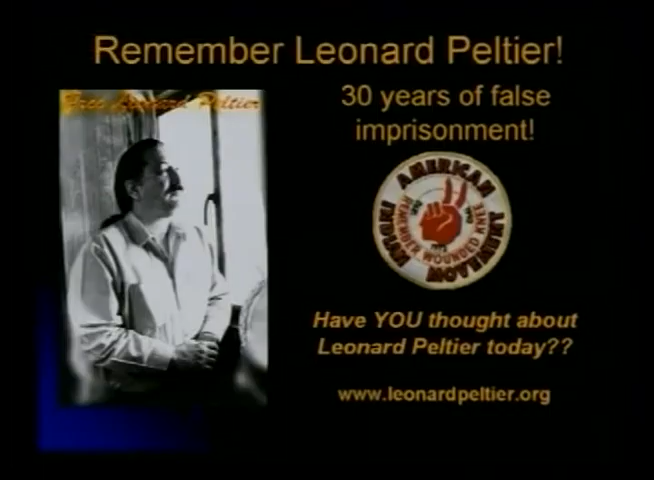 Remember Leonard Peltier!
Free Leonard Peltier
30 years of false
imprisonment!
AMERICAN
INDIAN
MOVEMENT
REMEMBER WOUNDED KNEE
1973
Have YOU thought about
Leonard Peltier today??
www.leonardpeltier.org